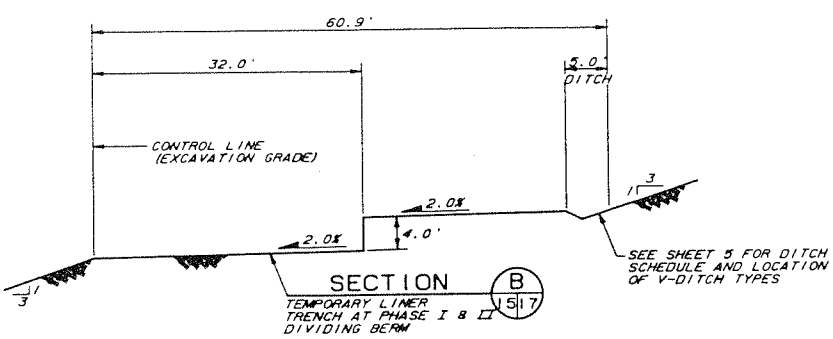 60.9'
32.0'
5.0'
DITCH
CONTROL LINE
(EXCAVATION GRADE)
3
1
2.0%
2.0%
4.0'
1
3
SECTION
B
15 17
TEMPORARY LINER
TRENCH AT PHASE I & II
DIVIDING BERM
SEE SHEET 5 FOR DITCH
SCHEDULE AND LOCATION
OF V-DITCH TYPES